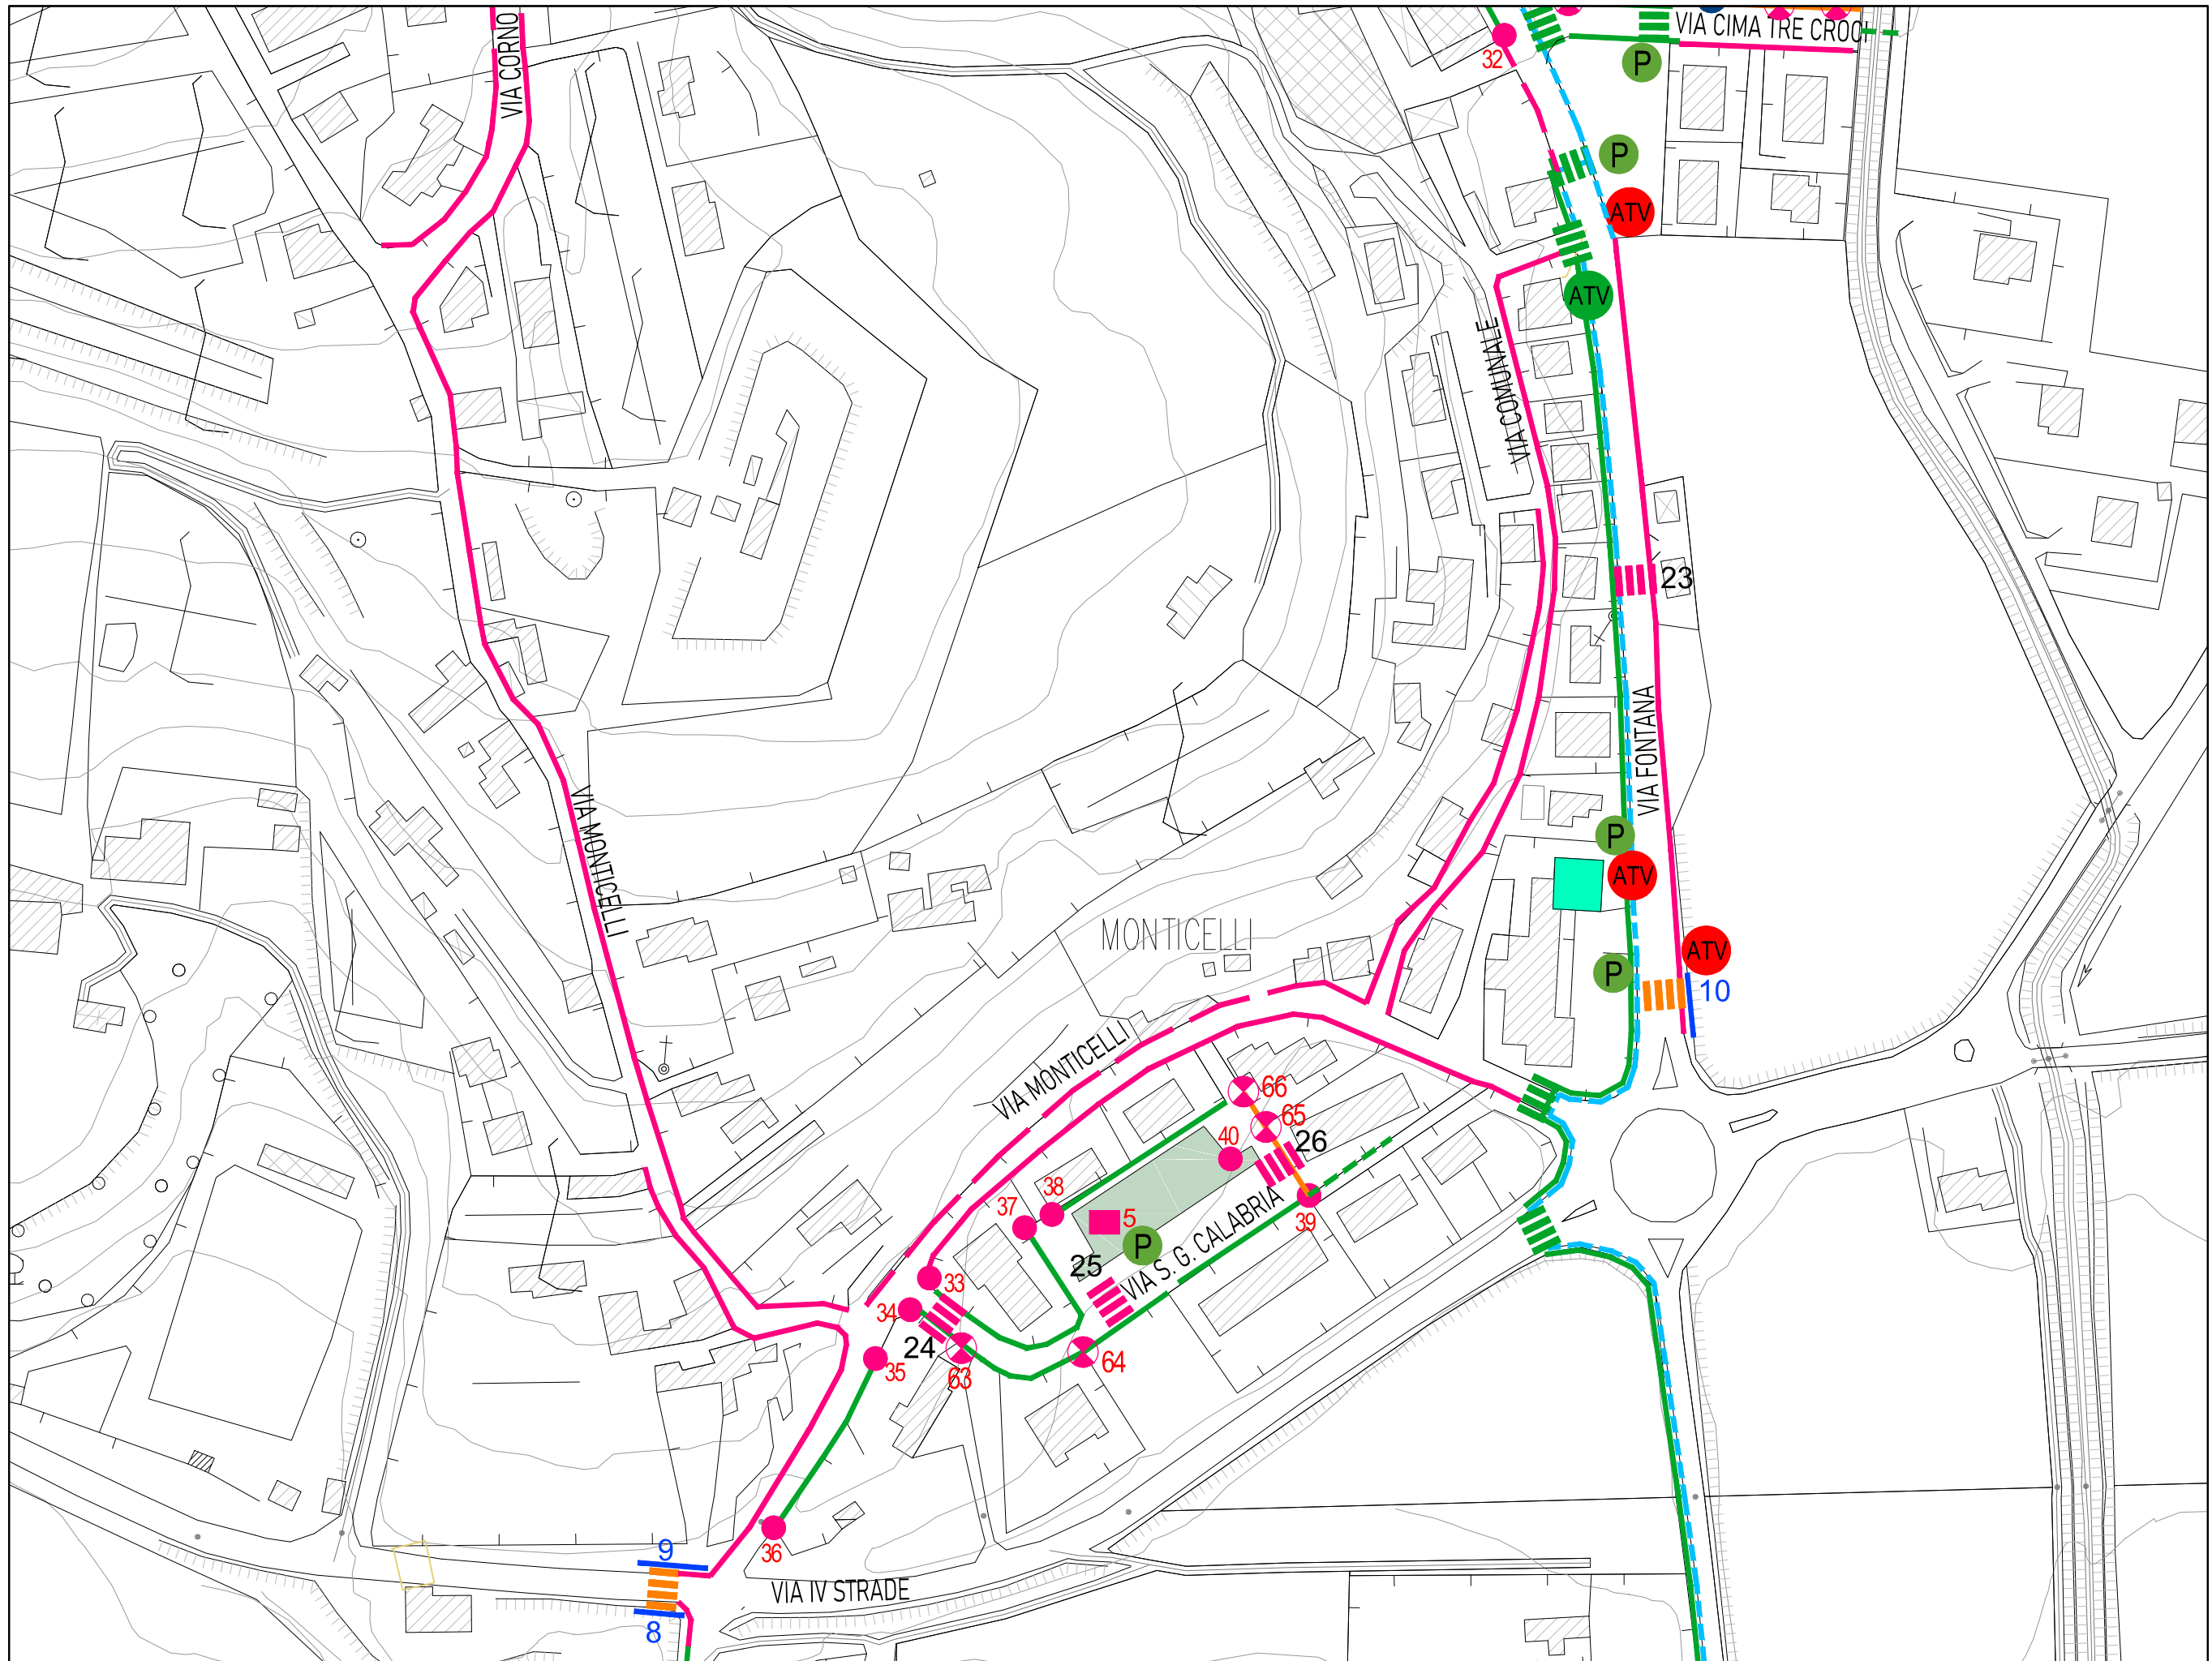 VIA CORNO
VIA CIMA TRE CROCI
32
P
P
ATV
ATV
VIA COMUNALE
23
VIA FONTANA
VIA MONTICELLI
P
ATV
MONTICELLI
ATV
P
10
VIA MONTICELLI
66
65
40
26
38
37
5
39
P
25
VIA S. G. CALABRIA
33
34
24
35
63
64
36
9
VIA IV STRADE
8